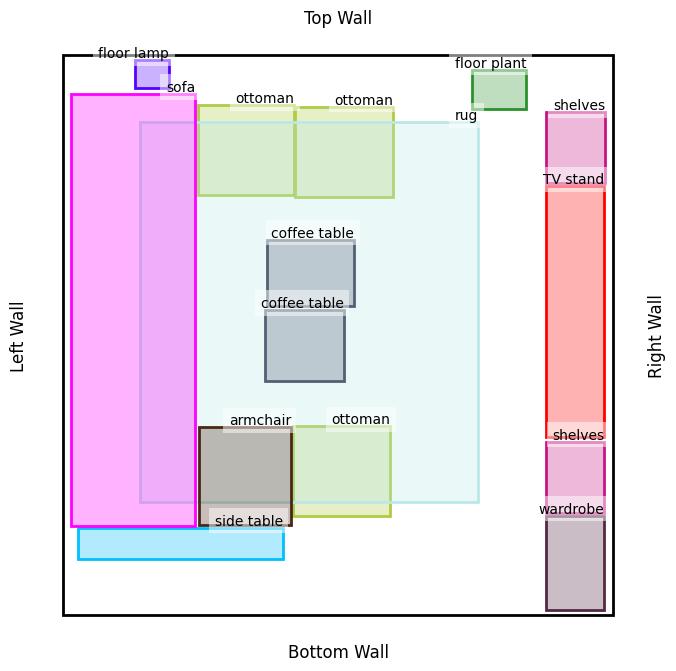 Top Wall
floor lamp
floor plant
sofa
ottoman
ottoman
shelves
rug
TV stand
coffee table
coffee table
Left Wall
Right Wall
armchair
ottoman
shelves
side table
wardrobe
Bottom Wall